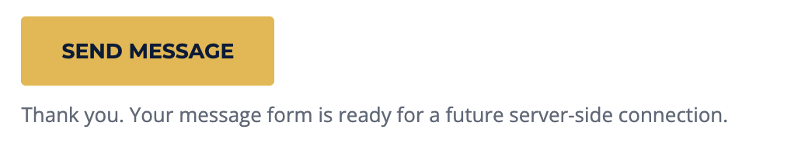 SEND MESSAGE
Thank you. Your message form is ready for a future server-side connection.